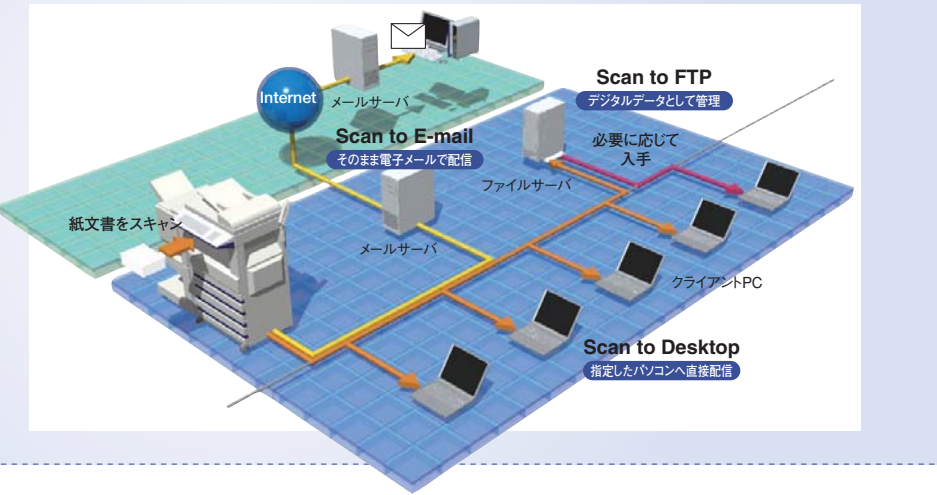 Internet
メールサーバ
Scan to FTP
デジタルデータとして管理
Scan to E-mail
そのまま電子メールで配信
必要に応じて
入手
ファイルサーバ
紙文書をスキャン
メールサーバ
クライアントPC
Scan to Desktop
指定したパソコンへ直接配信